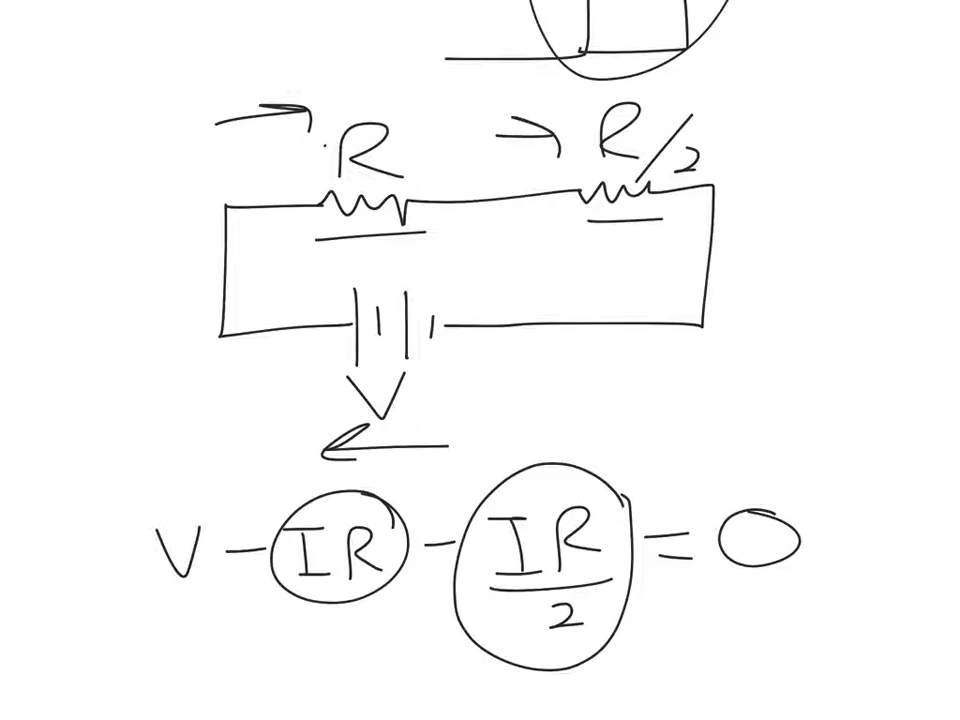 R R/2
V
V - IR - IR/2 = 0